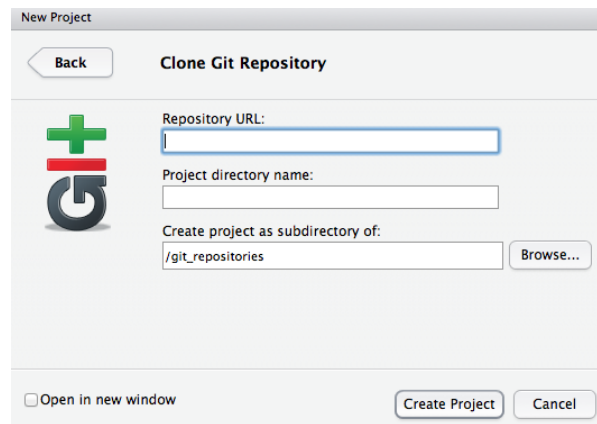 New Project
Back
Clone Git Repository
Repository URL:
Project directory name:
Create project as subdirectory of:
/git_repositories
Browse...
Open in new window
Create Project
Cancel